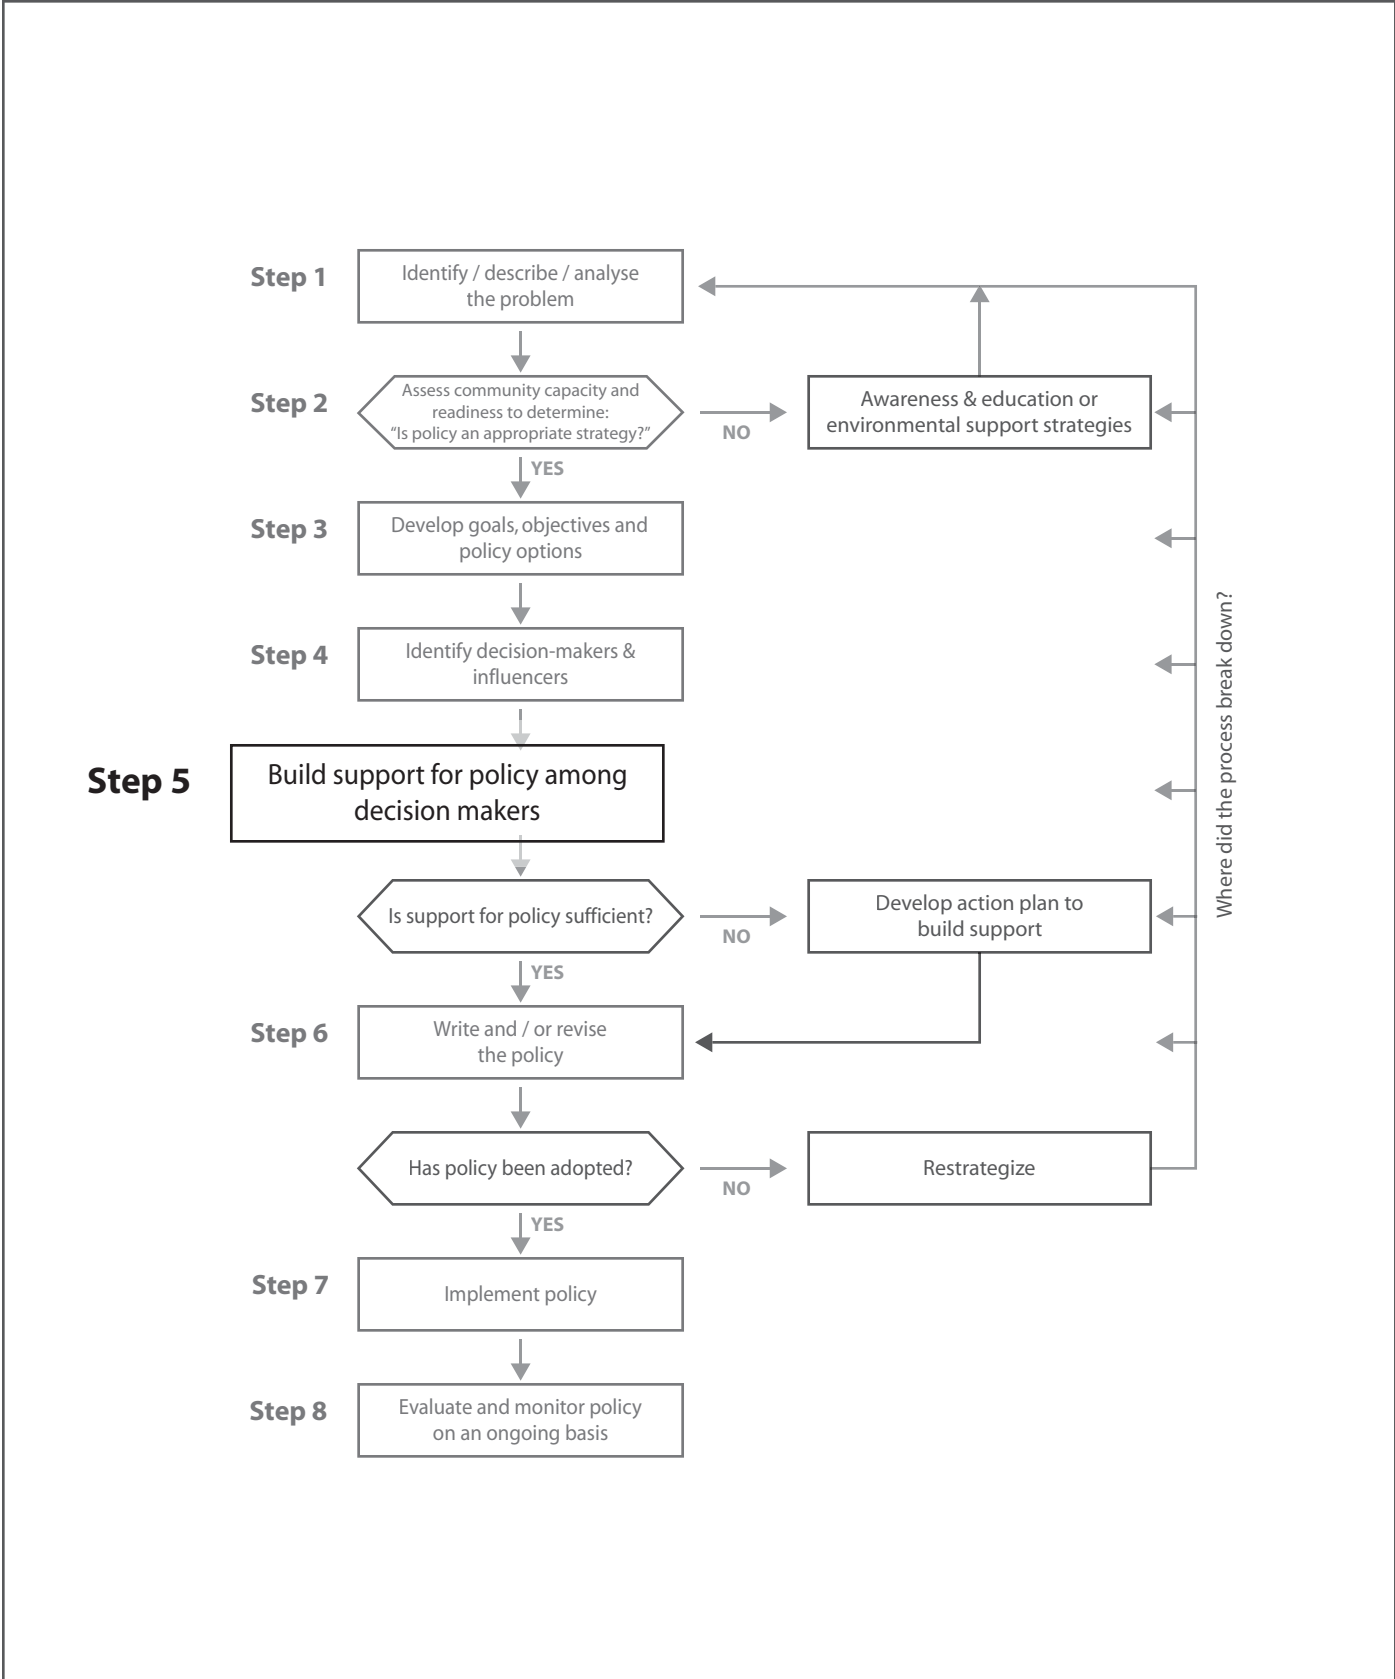 Step 1
Identify / describe / analyse
the problem
Step 2
Assess community capacity and
readiness to determine:
“Is policy an appropriate strategy?”
NO
Awareness & education or
environmental support strategies
YES
Step 3
Develop goals, objectives and
policy options
Step 4
Identify decision-makers &
influencers
Step 5
Build support for policy among
decision makers
Where did the process break down?
Is support for policy sufficient?
NO
Develop action plan to
build support
YES
Step 6
Write and / or revise
the policy
Has policy been adopted?
NO
Restrategize
YES
Step 7
Implement policy
Step 8
Evaluate and monitor policy
on an ongoing basis